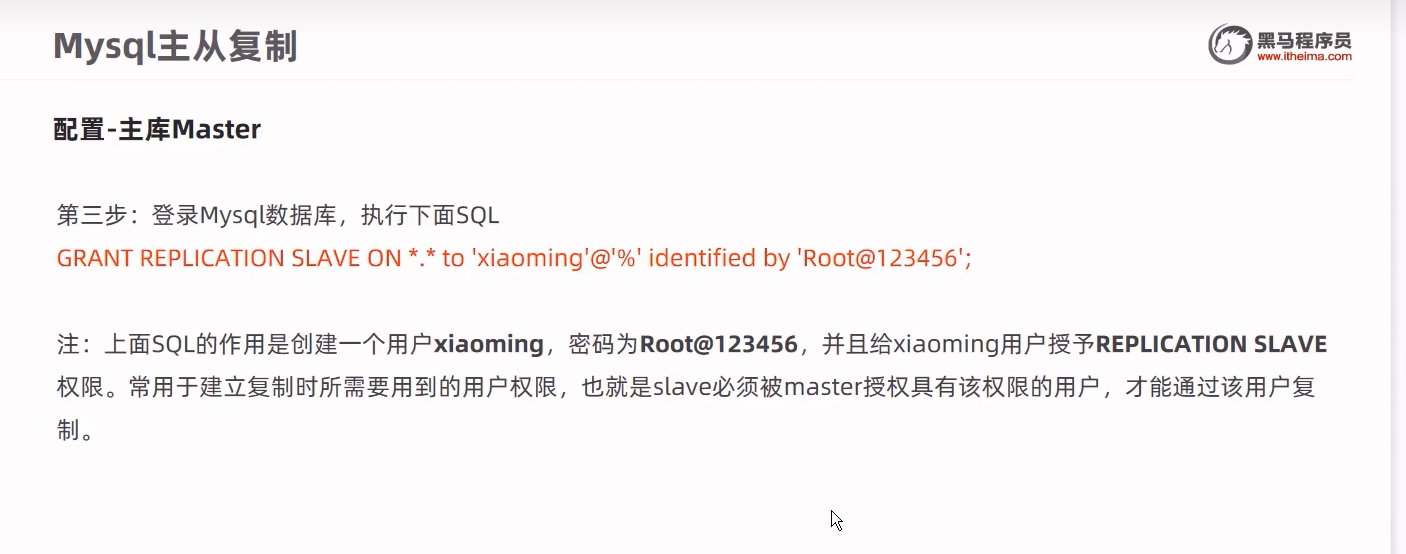 Mysql主从复制
黑马程序员
www.itheima.com
配置-主库Master
第三步：登录Mysql数据库，执行下面SQL
GRANT REPLICATION SLAVE ON *.* to 'xiaoming'@'%' identified by 'Root@123456';
注：上面SQL的作用是创建一个用户xiaoming，密码为Root@123456，并且给xiaoming用户授予REPLICATION SLAVE
权限。常用于建立复制时所需要用到的用户权限，也就是slave必须被master授权具有该权限的用户，才能通过该用户复
制。